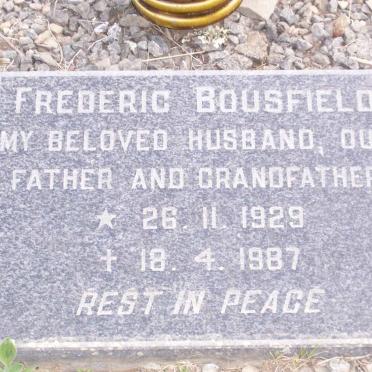 FREDERIC BOUSFIELD
MY BELOVED HUSBAND, OU
FATHER AND GRANDFATHER
★ 26. 11. 1929
† 18. 4. 1987
REST IN PEACE